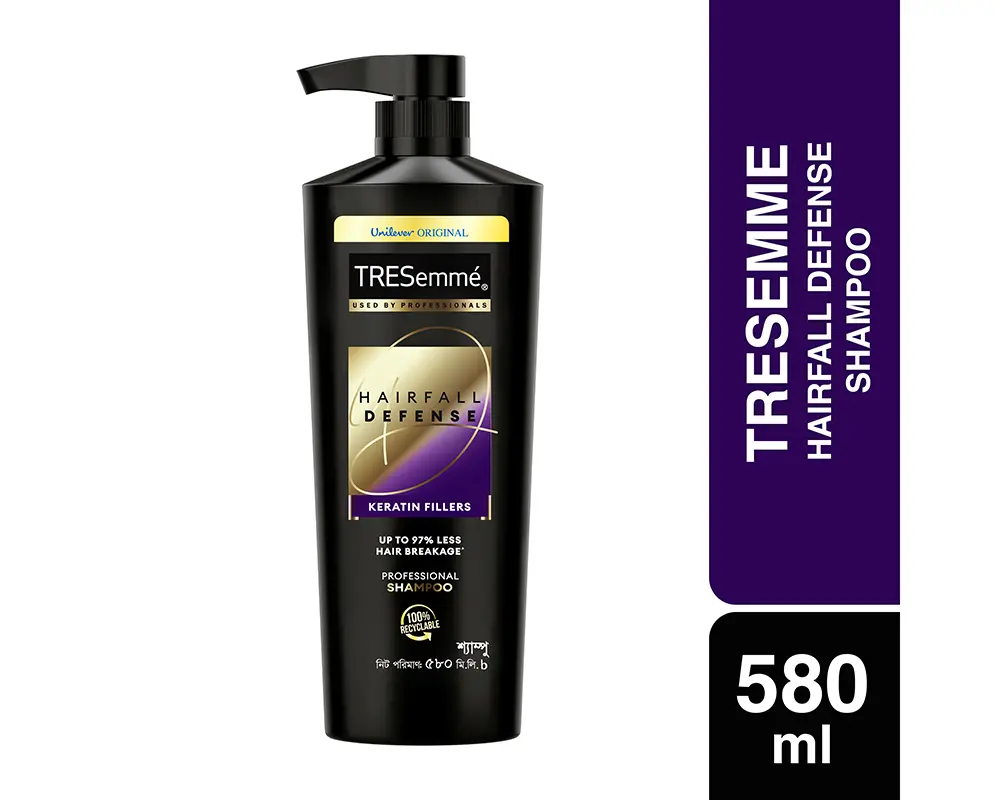 Unilever ORIGINAL
TRESemmé®
USED BY PROFESSIONALS
HAIRFALL
DEFENSE
KERATIN FILLERS
UP TO 97% LESS
HAIR BREAKAGE*
PROFESSIONAL
SHAMPOO
100%
RECYCLABLE
শ্যাম্পু
নিট পরিমাণ: ৫৮০ মি.লি. b
TRESEMME
HAIRFALL DEFENSE
SHAMPOO
580
ml